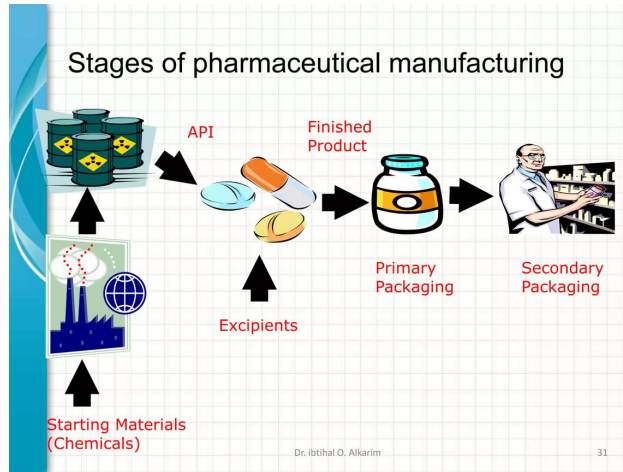 Stages of pharmaceutical manufacturing
API
Finished
Product
Primary
Packaging
Secondary
Packaging
Excipients
Starting Materials
(Chemicals)
Dr. ibtihal O. Alkarim
31